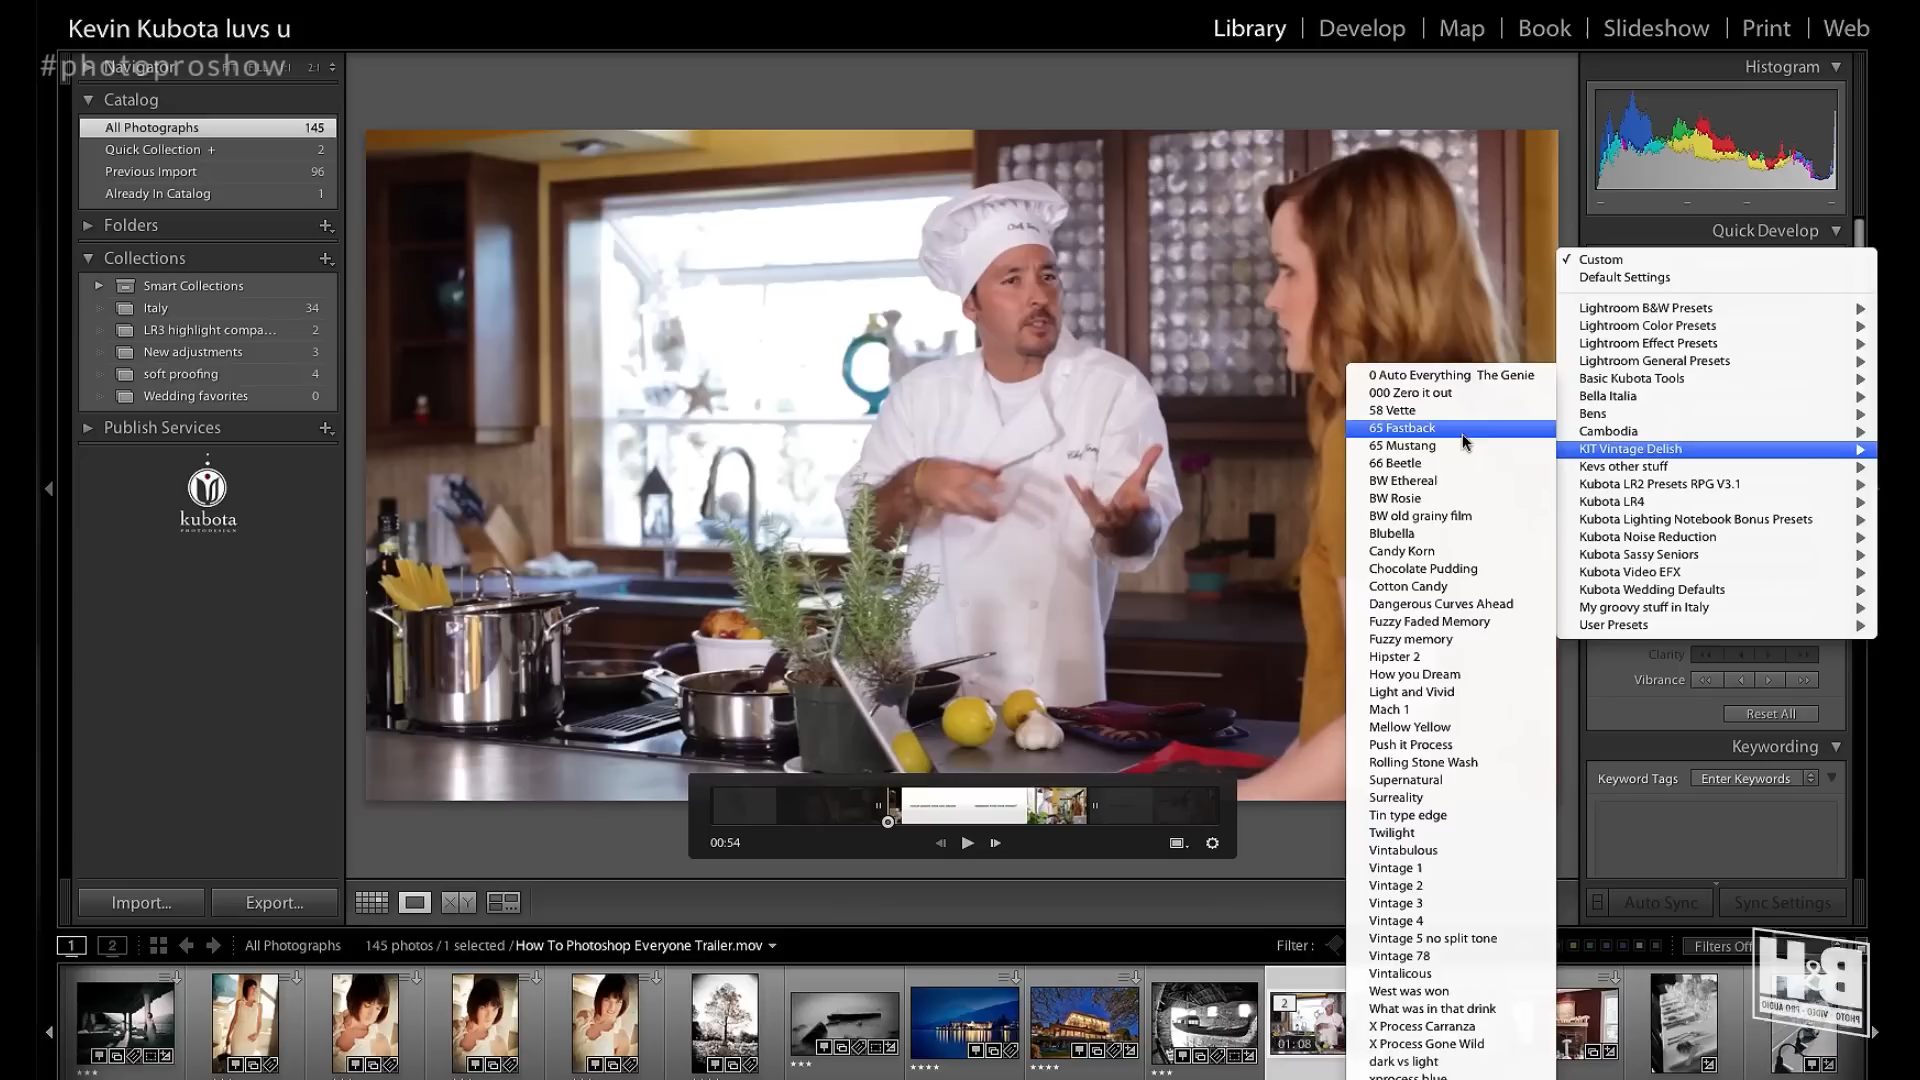 Kevin Kubota luvs u
Library | Develop | Map | Book | Slideshow | Print | Web
#photoproshow
Navigator
2:1
Catalog
All Photographs 145
Quick Collection + 2
Previous Import 96
Already In Catalog 1
Folders
Collections
Smart Collections
Italy 34
LR3 highlight compa... 2
New adjustments 3
soft proofing 4
Wedding favorites 0
Publish Services
kubota
PHOTODESIGN
Import...
Export...
00:54
Histogram
Quick Develop
Custom
Default Settings
Lightroom B&W Presets
Lightroom Color Presets
Lightroom Effect Presets
Lightroom General Presets
Basic Kubota Tools
Bella Italia
Bens
Cambodia
KIT Vintage Delish
Kevs other stuff
Kubota LR2 Presets RPG V3.1
Kubota LR4
Kubota Lighting Notebook Bonus Presets
Kubota Noise Reduction
Kubota Sassy Seniors
Kubota Video EFX
Kubota Wedding Defaults
My groovy stuff in Italy
User Presets
0 Auto Everything The Genie
000 Zero it out
58 Vette
65 Fastback
65 Mustang
66 Beetle
BW Ethereal
BW Rosie
BW old grainy film
Blubella
Candy Korn
Chocolate Pudding
Cotton Candy
Dangerous Curves Ahead
Fuzzy Faded Memory
Fuzzy memory
Hipster 2
How you Dream
Light and Vivid
Mach 1
Mellow Yellow
Push it Process
Rolling Stone Wash
Supernatural
Surreality
Tin type edge
Twilight
Vintabulous
Vintage 1
Vintage 2
Vintage 3
Vintage 4
Vintage 5 no split tone
Vintage 78
Vintalicous
West was won
What was in that drink
X Process Carranza
X Process Gone Wild
dark vs light
xprocess blue
Clarity
Vibrance
Reset All
Keywording
Keyword Tags Enter Keywords
Auto Sync Sync Settings
1 2 All Photographs 145 photos / 1 selected / How To Photoshop Everyone Trailer.mov
Filter :
Filters Off
2
01:08
H&B
PHOTO · VIDEO · PRO AUDIO